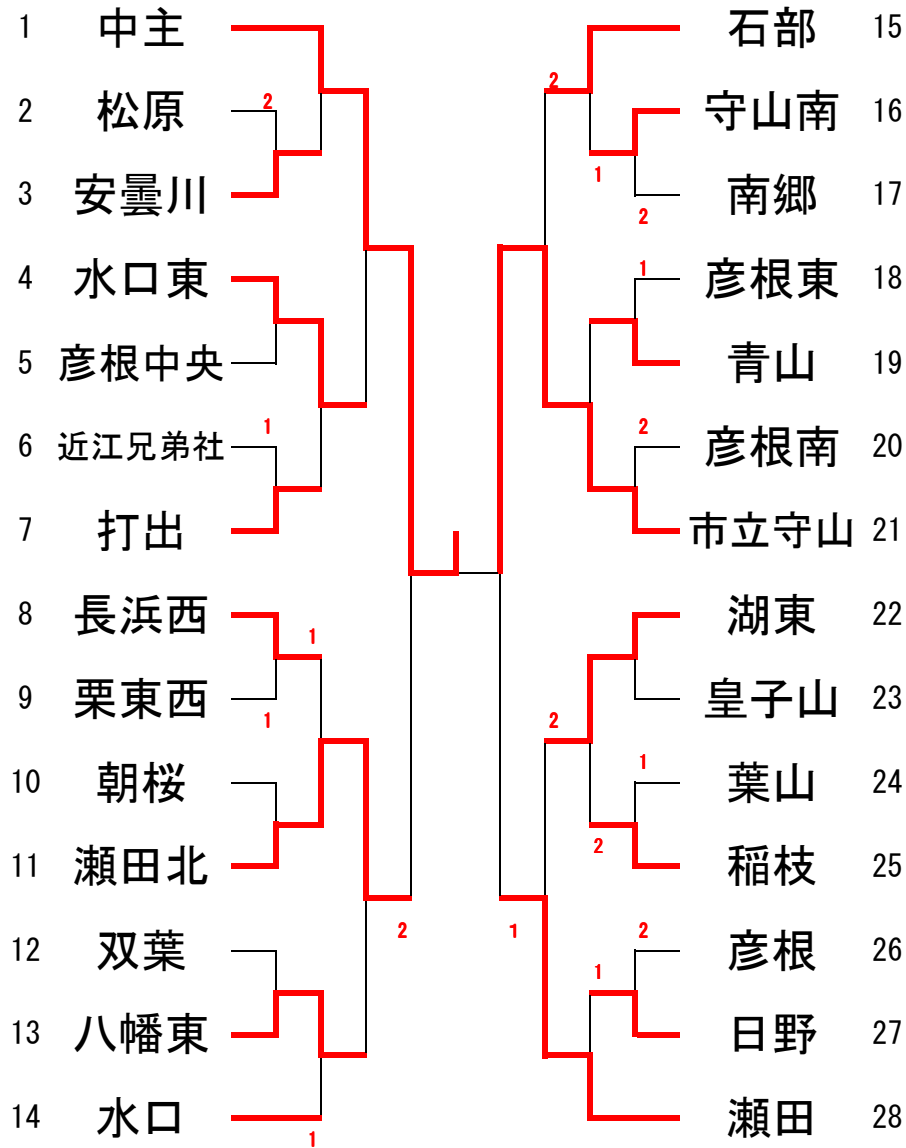 1 中主
2 松原
2
3 安曇川
4 水口東
5 彦根中央
6 近江兄弟社
1
7 打出
8 長浜西
1
9 栗東西
1
10 朝桜
11 瀬田北
12 双葉
2
13 八幡東
14 水口
1
石部 15
2
守山南 16
1
南郷 17
2
彦根東 18
1
青山 19
彦根南 20
2
市立守山 21
湖東 22
皇子山 23
2
葉山 24
1
稲枝 25
2
彦根 26
2
1
1
日野 27
瀬田 28